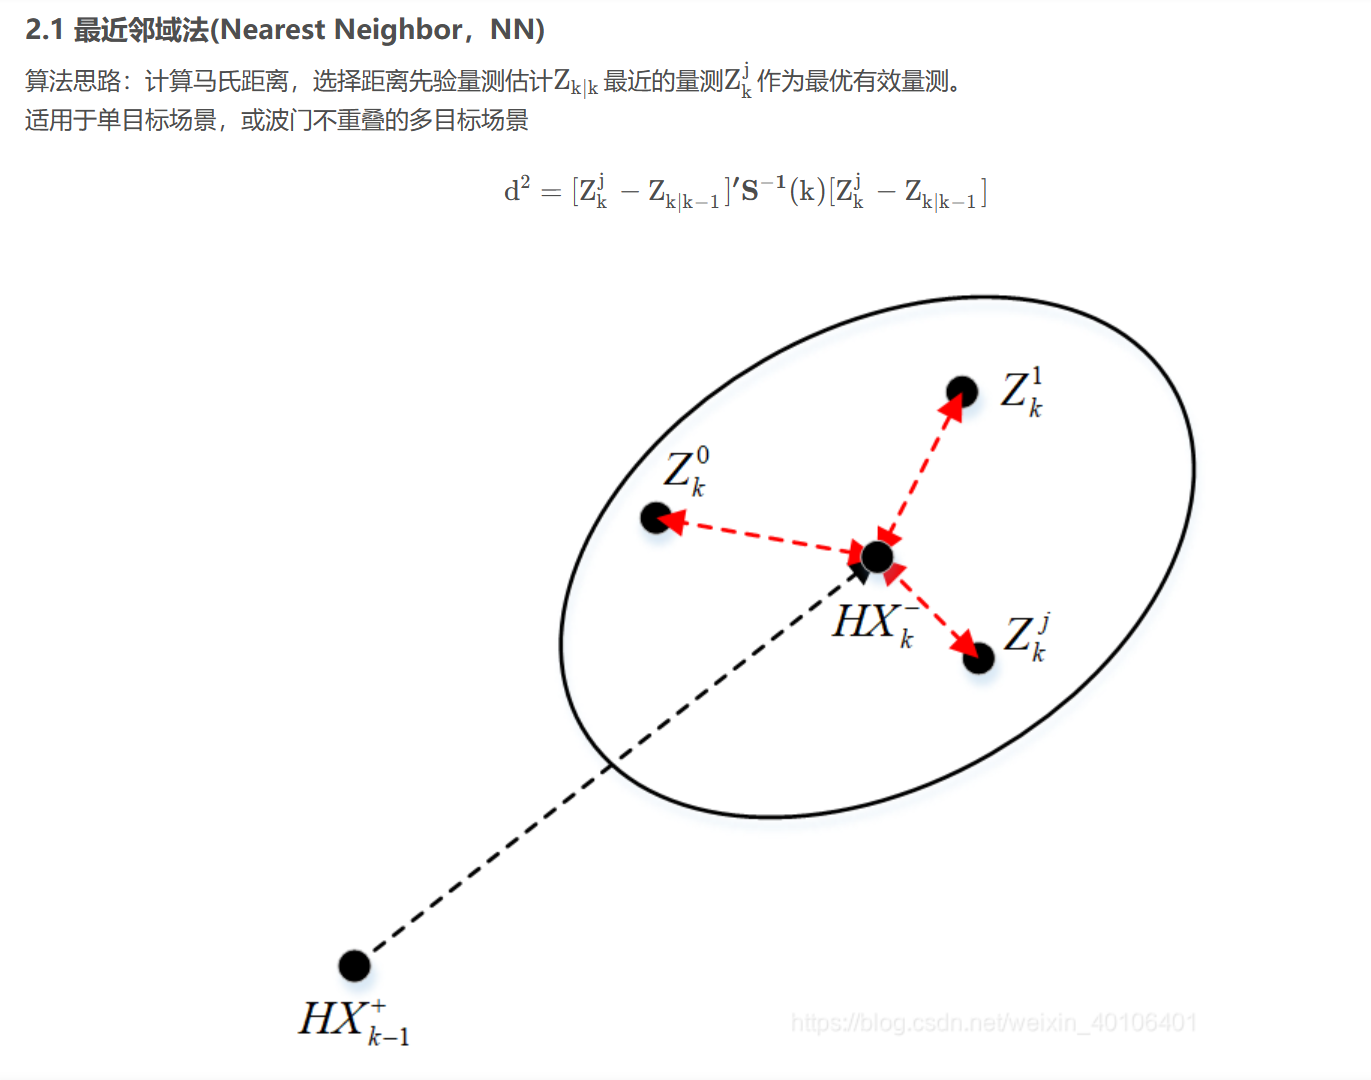 2.1 最近邻域法(Nearest Neighbor，NN)
算法思路：计算马氏距离，选择距离先验量测估计Z_{k|k}最近的量测Z_k^j作为最优有效量测。
适用于单目标场景，或波门不重叠的多目标场景
d² = [Z_k^j − Z_{k|k−1}]′S^{−1}(k)[Z_k^j − Z_{k|k−1}]
Z_k^1
Z_k^0
HX_k^−
Z_k^j
HX_{k−1}^+
https://blog.csdn.net/weixin_40106401